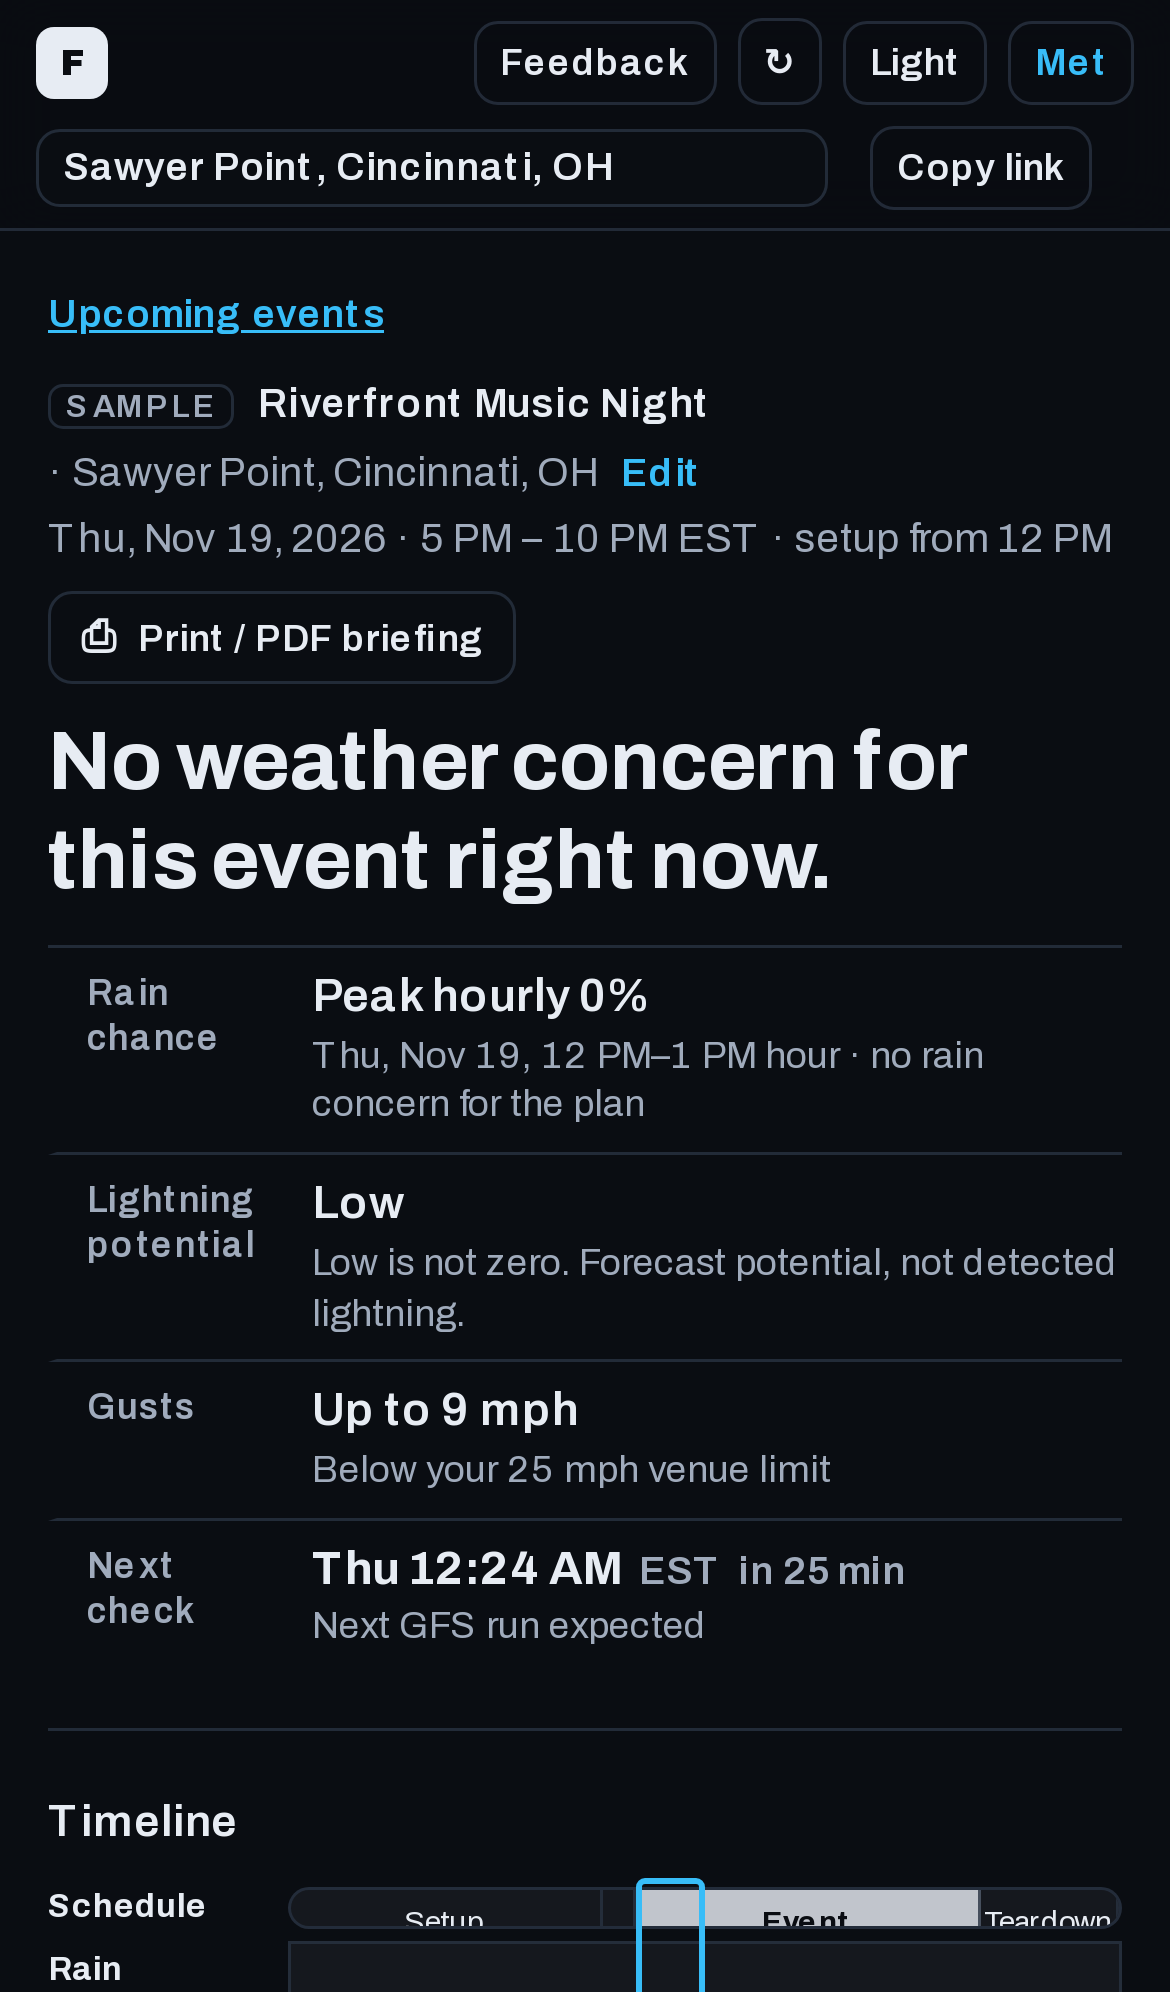 F
Feedback ↻ Light Met
Sawyer Point, Cincinnati, OH Copy link
Upcoming events
SAMPLE Riverfront Music Night
· Sawyer Point, Cincinnati, OH Edit
Thu, Nov 19, 2026 · 5 PM – 10 PM EST · setup from 12 PM
Print / PDF briefing
No weather concern for
this event right now.
Rain
chance
Peak hourly 0%
Thu, Nov 19, 12 PM–1 PM hour · no rain
concern for the plan
Lightning
potential
Low
Low is not zero. Forecast potential, not detected
lightning.
Gusts
Up to 9 mph
Below your 25 mph venue limit
Next
check
Thu 12:24 AM EST in 25 min
Next GFS run expected
Timeline
Schedule
Setup Event Teardown
Rain